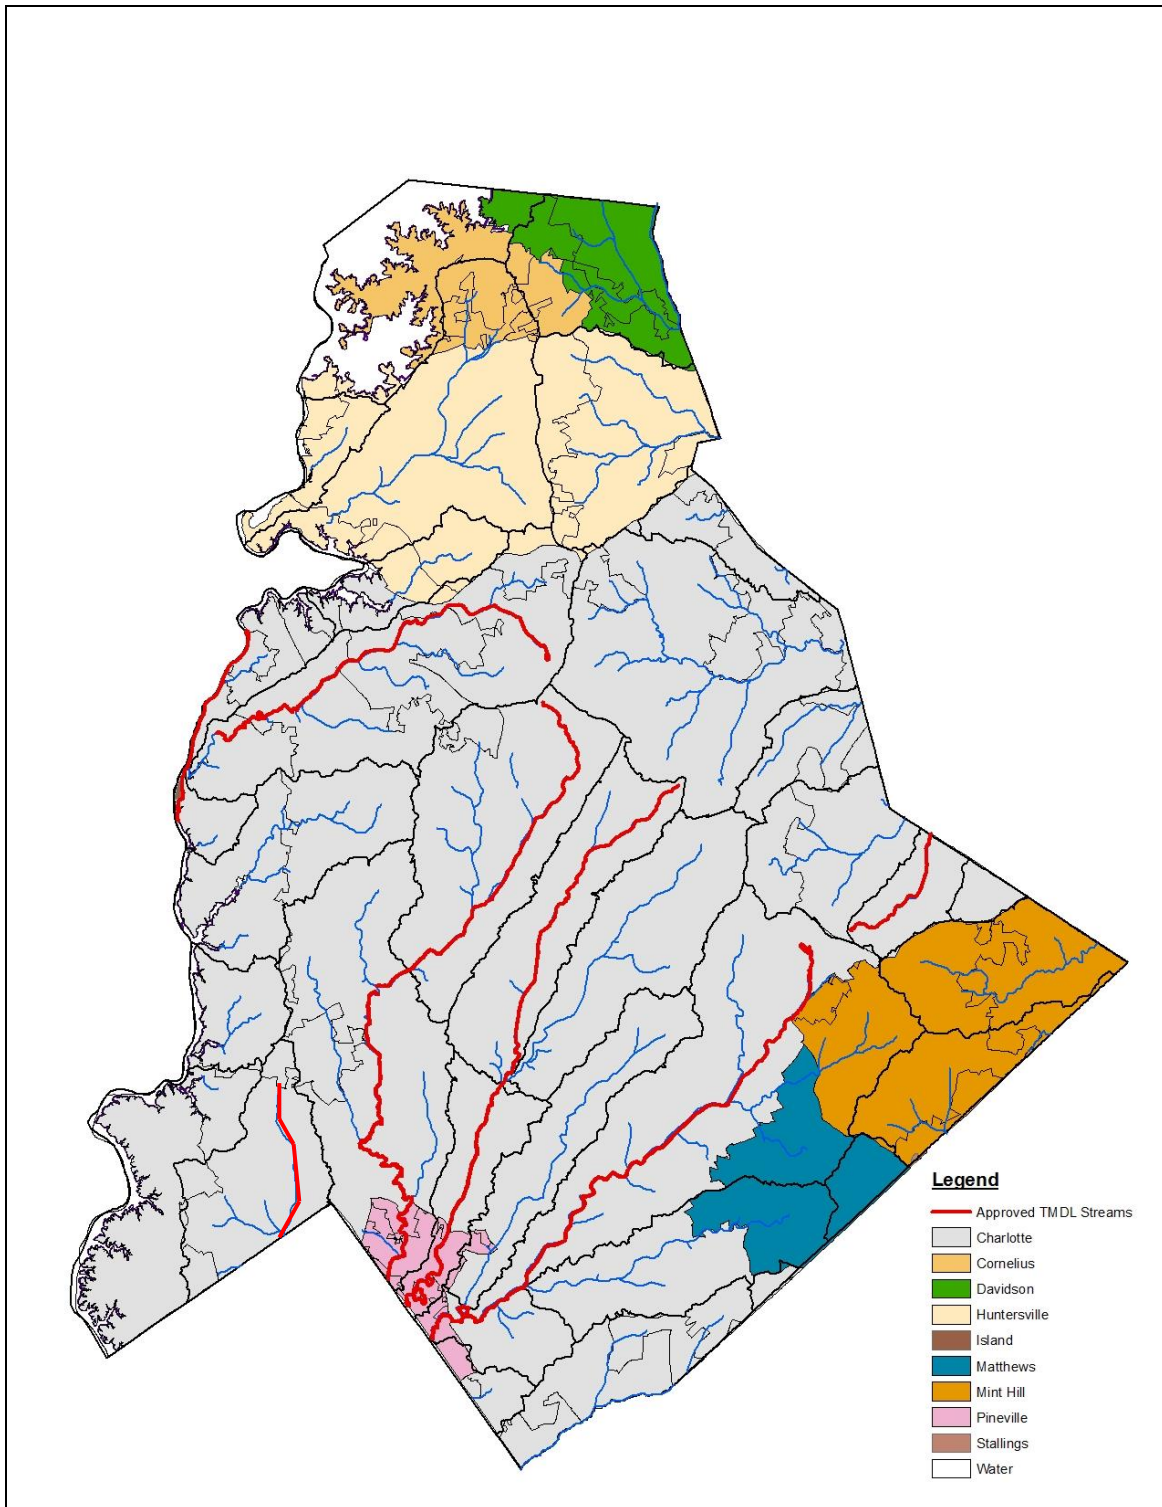 Legend
Approved TMDL Streams
Charlotte
Cornelius
Davidson
Huntersville
Island
Matthews
Mint Hill
Pineville
Stallings
Water